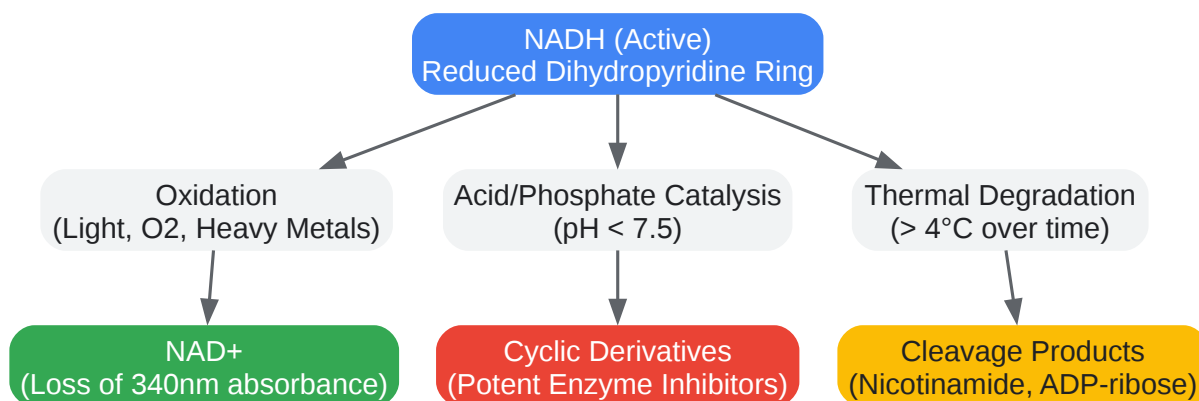 NADH (Active)
Reduced Dihydropyridine Ring
Oxidation
(Light, O2, Heavy Metals)
Acid/Phosphate Catalysis
(pH < 7.5)
Thermal Degradation
(> 4°C over time)
NAD+
(Loss of 340nm absorbance)
Cyclic Derivatives
(Potent Enzyme Inhibitors)
Cleavage Products
(Nicotinamide, ADP-ribose)